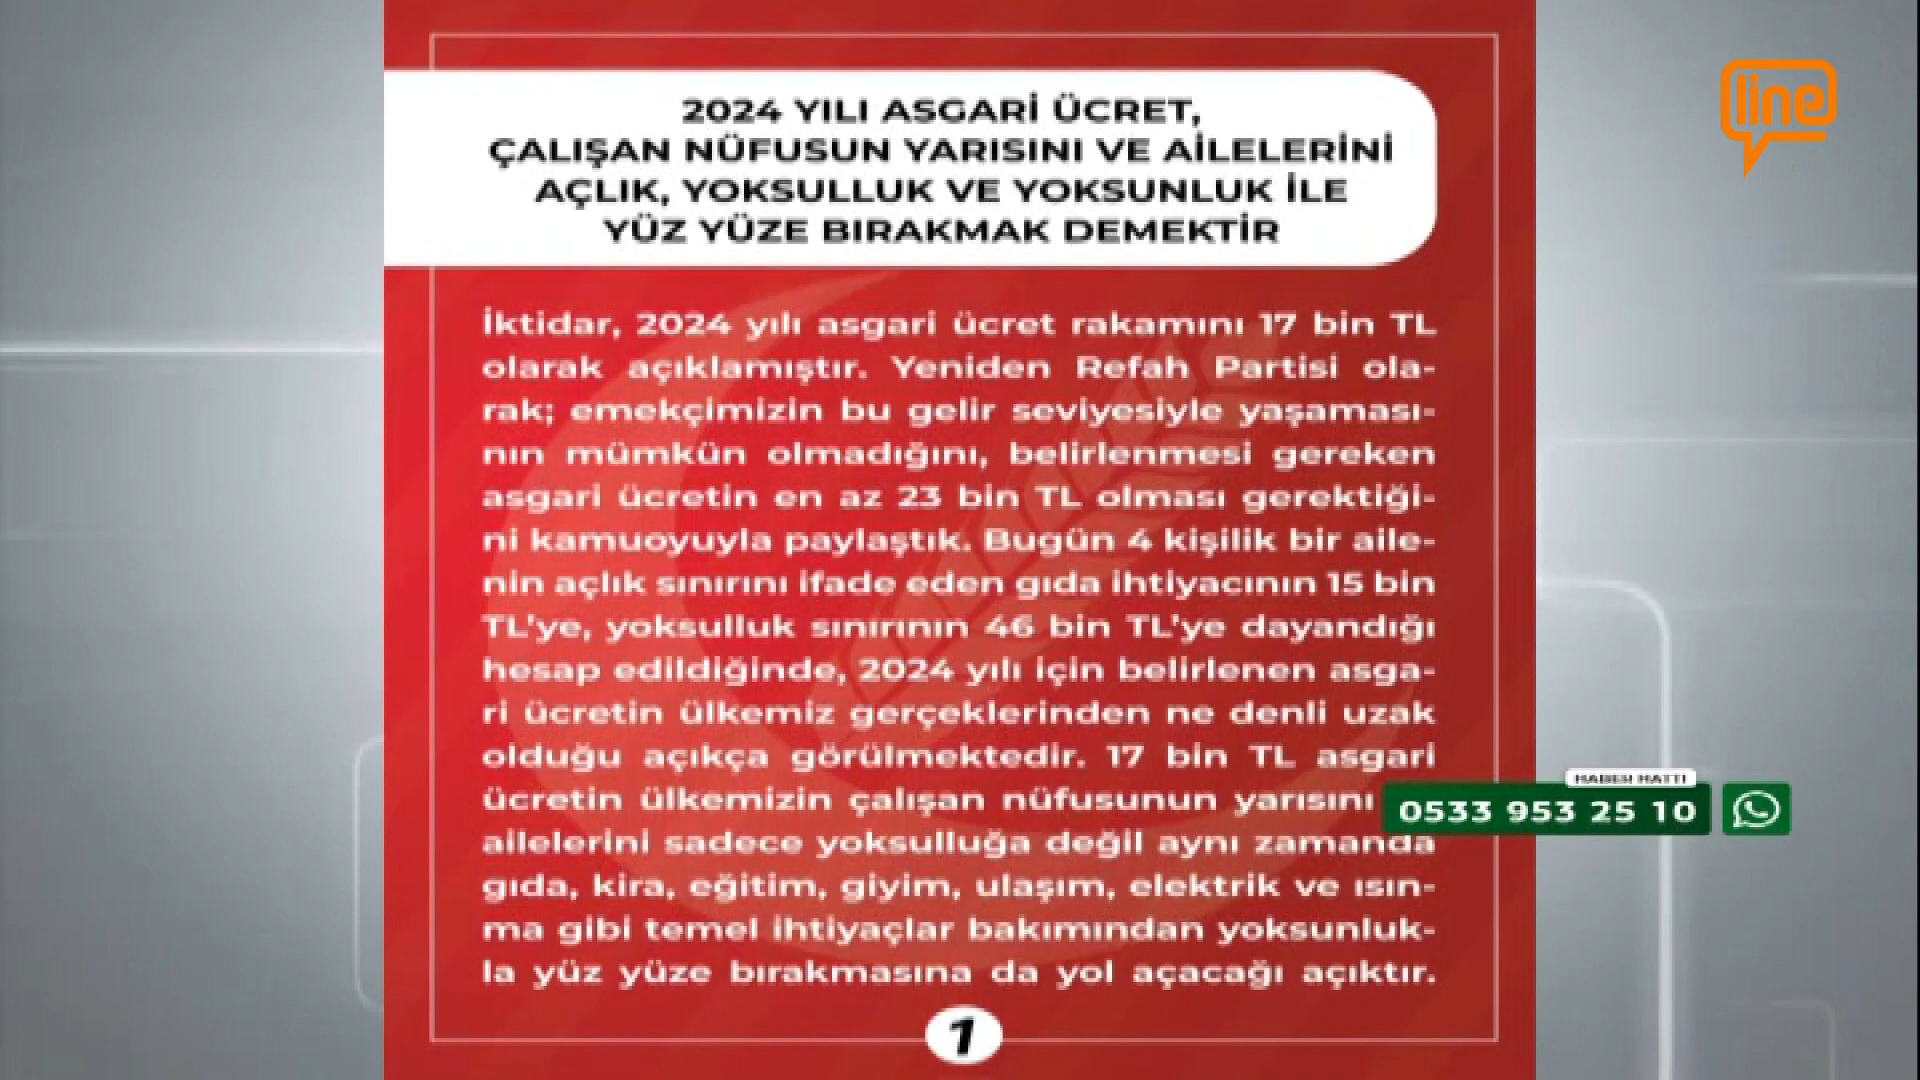 2024 YILI ASGARİ ÜCRET,
ÇALIŞAN NÜFUSUN YARISINI VE AİLELERİNİ
AÇLIK, YOKSULLUK VE YOKSUNLUK İLE
YÜZ YÜZE BIRAKMAK DEMEKTİR
line
İktidar, 2024 yılı asgari ücret rakamını 17 bin TL
olarak açıklamıştır. Yeniden Refah Partisi ola-
rak; emekçimizin bu gelir seviyesiyle yaşaması-
nın mümkün olmadığını, belirlenmesi gereken
asgari ücretin en az 23 bin TL olması gerektiği-
ni kamuoyuyla paylaştık. Bugün 4 kişilik bir aile-
nin açlık sınırını ifade eden gıda ihtiyacının 15 bin
TL'ye, yoksulluk sınırının 46 bin TL'ye dayandığı
hesap edildiğinde, 2024 yılı için belirlenen asga-
ri ücretin ülkemiz gerçeklerinden ne denli uzak
olduğu açıkça görülmektedir. 17 bin TL asgari
ücretin ülkemizin çalışan nüfusunun yarısını
ailelerini sadece yoksulluğa değil aynı zamanda
gıda, kira, eğitim, giyim, ulaşım, elektrik ve ısın-
ma gibi temel ihtiyaçlar bakımından yoksunluk-
la yüz yüze bırakmasına da yol açacağı açıktır.
HABER HATTI
0533 953 25 10
1